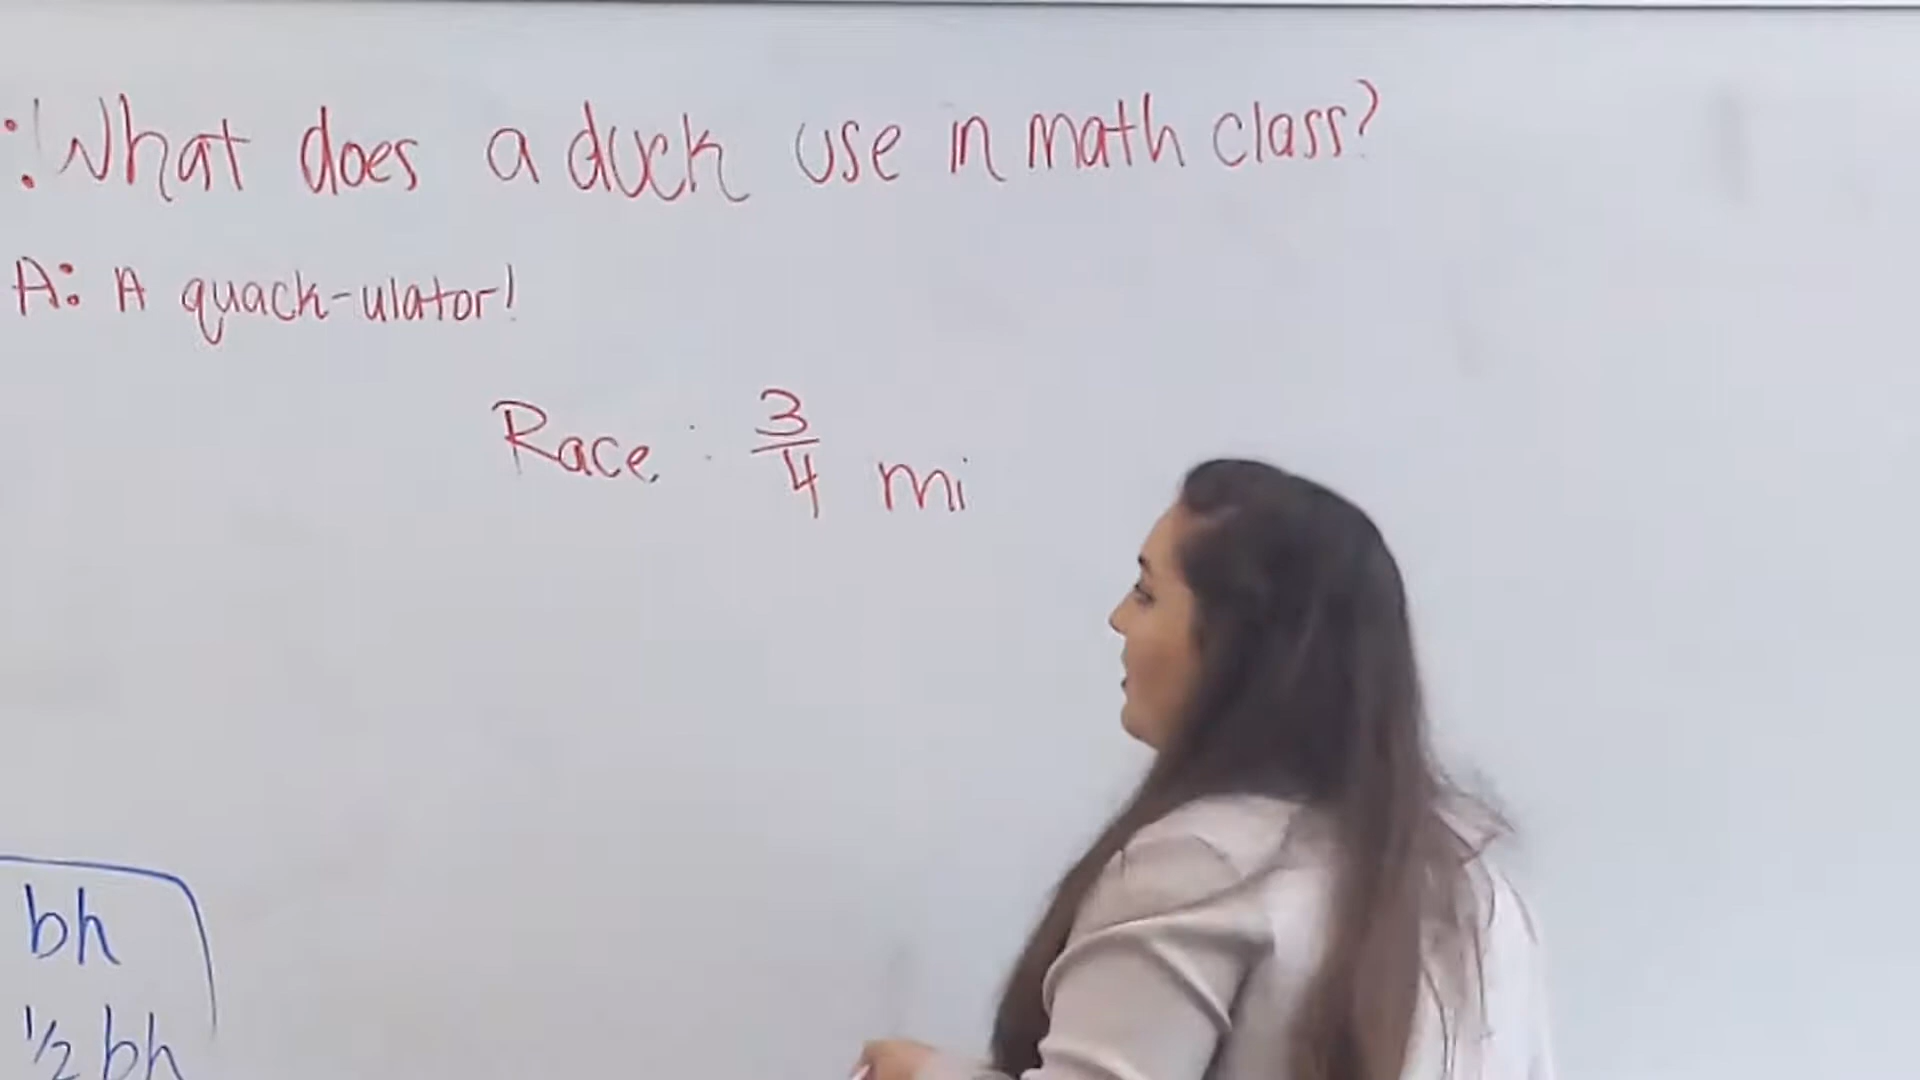 : What does a duck use in math class?
A: A quack-ulator!
Race : 3/4 mi
bh
1/2 bh